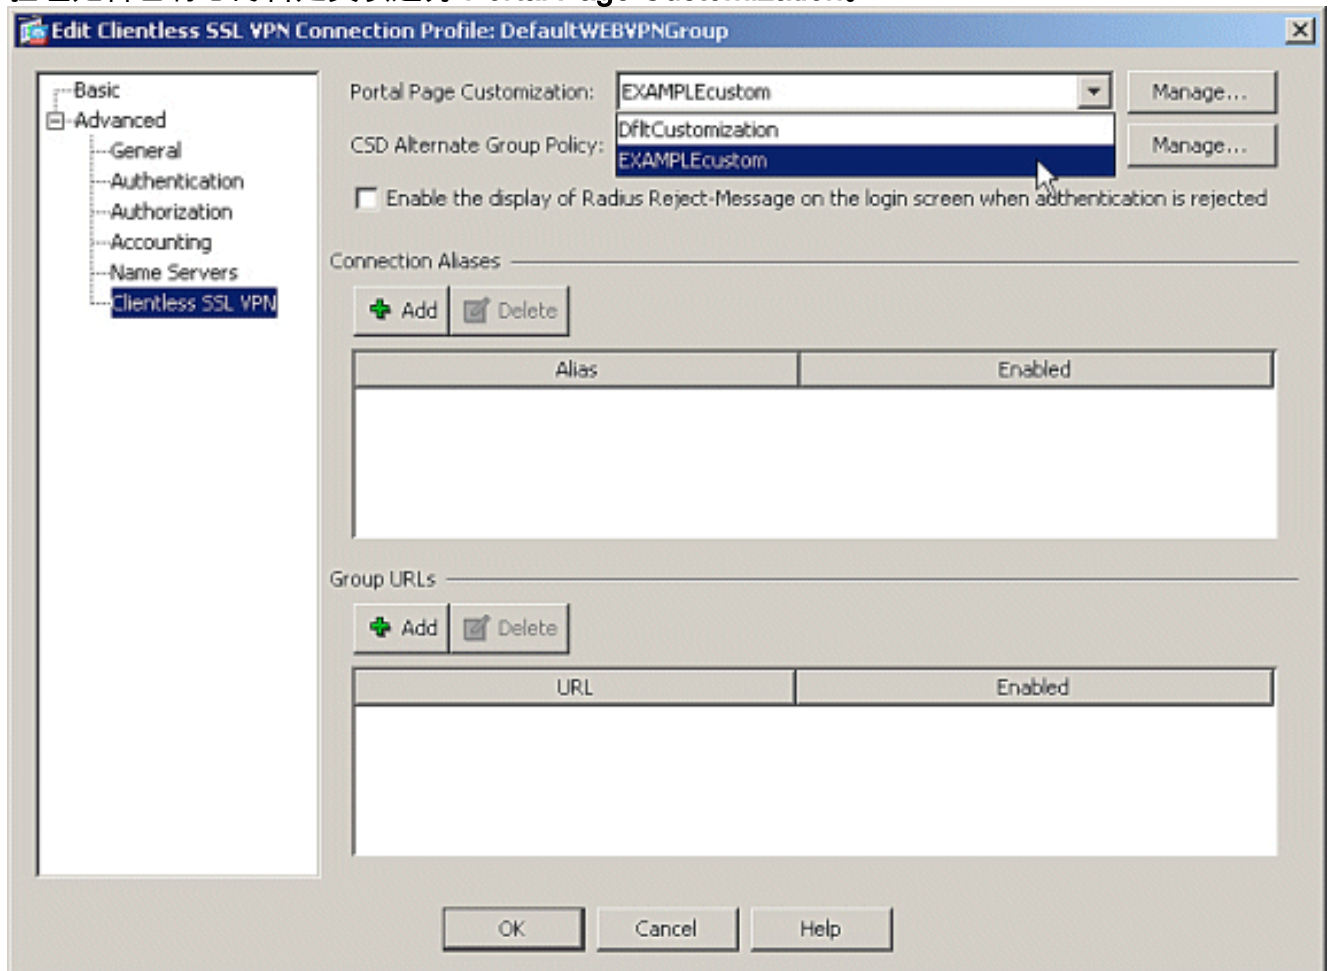 Portal Page Customization。
Edit Clientless SSL VPN Connection Profile: DefaultWEBVPNGroup
Basic
Advanced
General
Authentication
Authorization
Accounting
Name Servers
Clientless SSL VPN
Portal Page Customization: EXAMPLEcustom Manage...
DfltCustomization
EXAMPLEcustom
CSD Alternate Group Policy: Manage...
Enable the display of Radius Reject-Message on the login screen when authentication is rejected
Connection Aliases
Add Delete
Alias Enabled
Group URLs
Add Delete
URL Enabled
OK Cancel Help